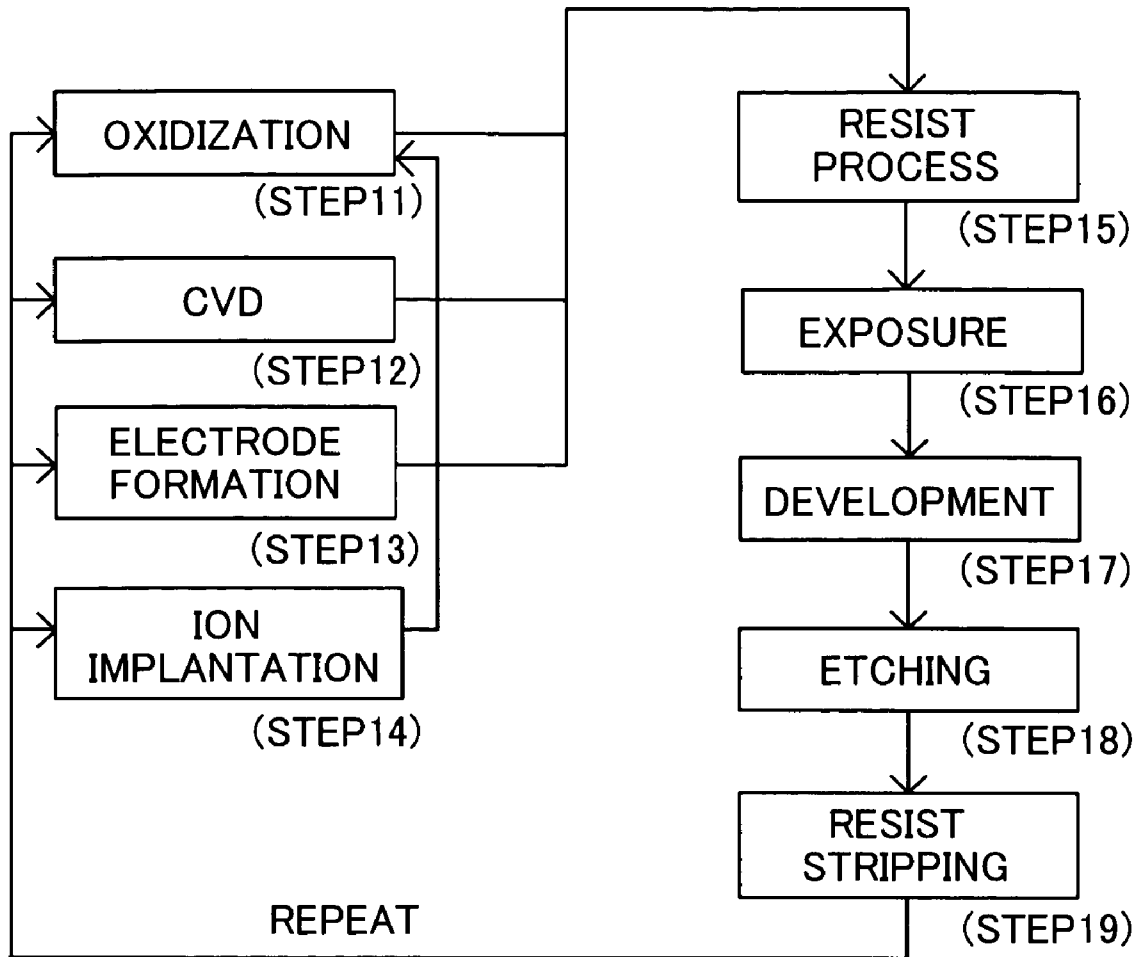 OXIDIZATION
(STEP11)
CVD
(STEP12)
ELECTRODE
FORMATION
(STEP13)
ION
IMPLANTATION
(STEP14)
RESIST
PROCESS
(STEP15)
EXPOSURE
(STEP16)
DEVELOPMENT
(STEP17)
ETCHING
(STEP18)
RESIST
STRIPPING
(STEP19)
REPEAT